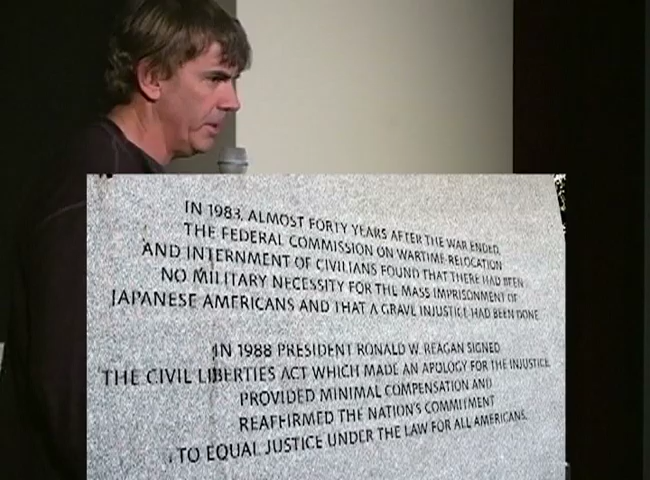 IN 1983, ALMOST FORTY YEARS AFTER THE WAR ENDED,
THE FEDERAL COMMISSION ON WARTIME RELOCATION
AND INTERNMENT OF CIVILIANS FOUND THAT THERE HAD BEEN
NO MILITARY NECESSITY FOR THE MASS IMPRISONMENT OF
JAPANESE AMERICANS AND THAT A GRAVE INJUSTICE HAD BEEN DONE.
IN 1988 PRESIDENT RONALD W. REAGAN SIGNED
THE CIVIL LIBERTIES ACT WHICH MADE AN APOLOGY FOR THE INJUSTICE,
PROVIDED MINIMAL COMPENSATION AND
REAFFIRMED THE NATION'S COMMITMENT
TO EQUAL JUSTICE UNDER THE LAW FOR ALL AMERICANS.